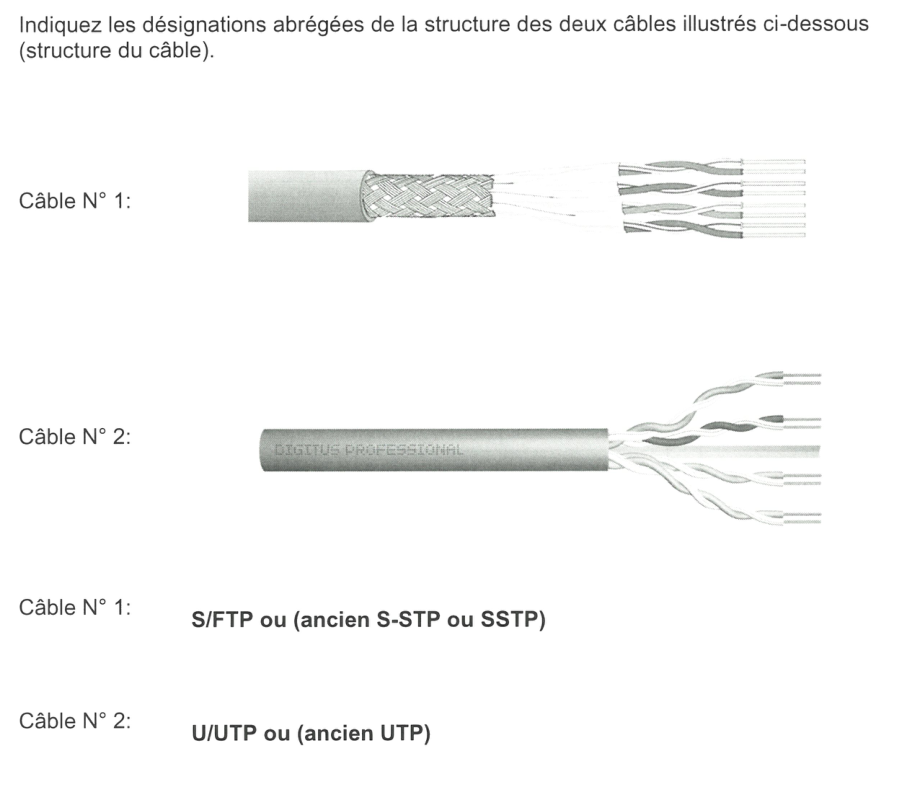 Indiquez les désignations abrégées de la structure des deux câbles illustrés ci-dessous
(structure du câble).
Câble N° 1:
Câble N° 2:
DIGITUS PROFESSIONAL
Câble N° 1:
S/FTP ou (ancien S-STP ou SSTP)
Câble N° 2:
U/UTP ou (ancien UTP)